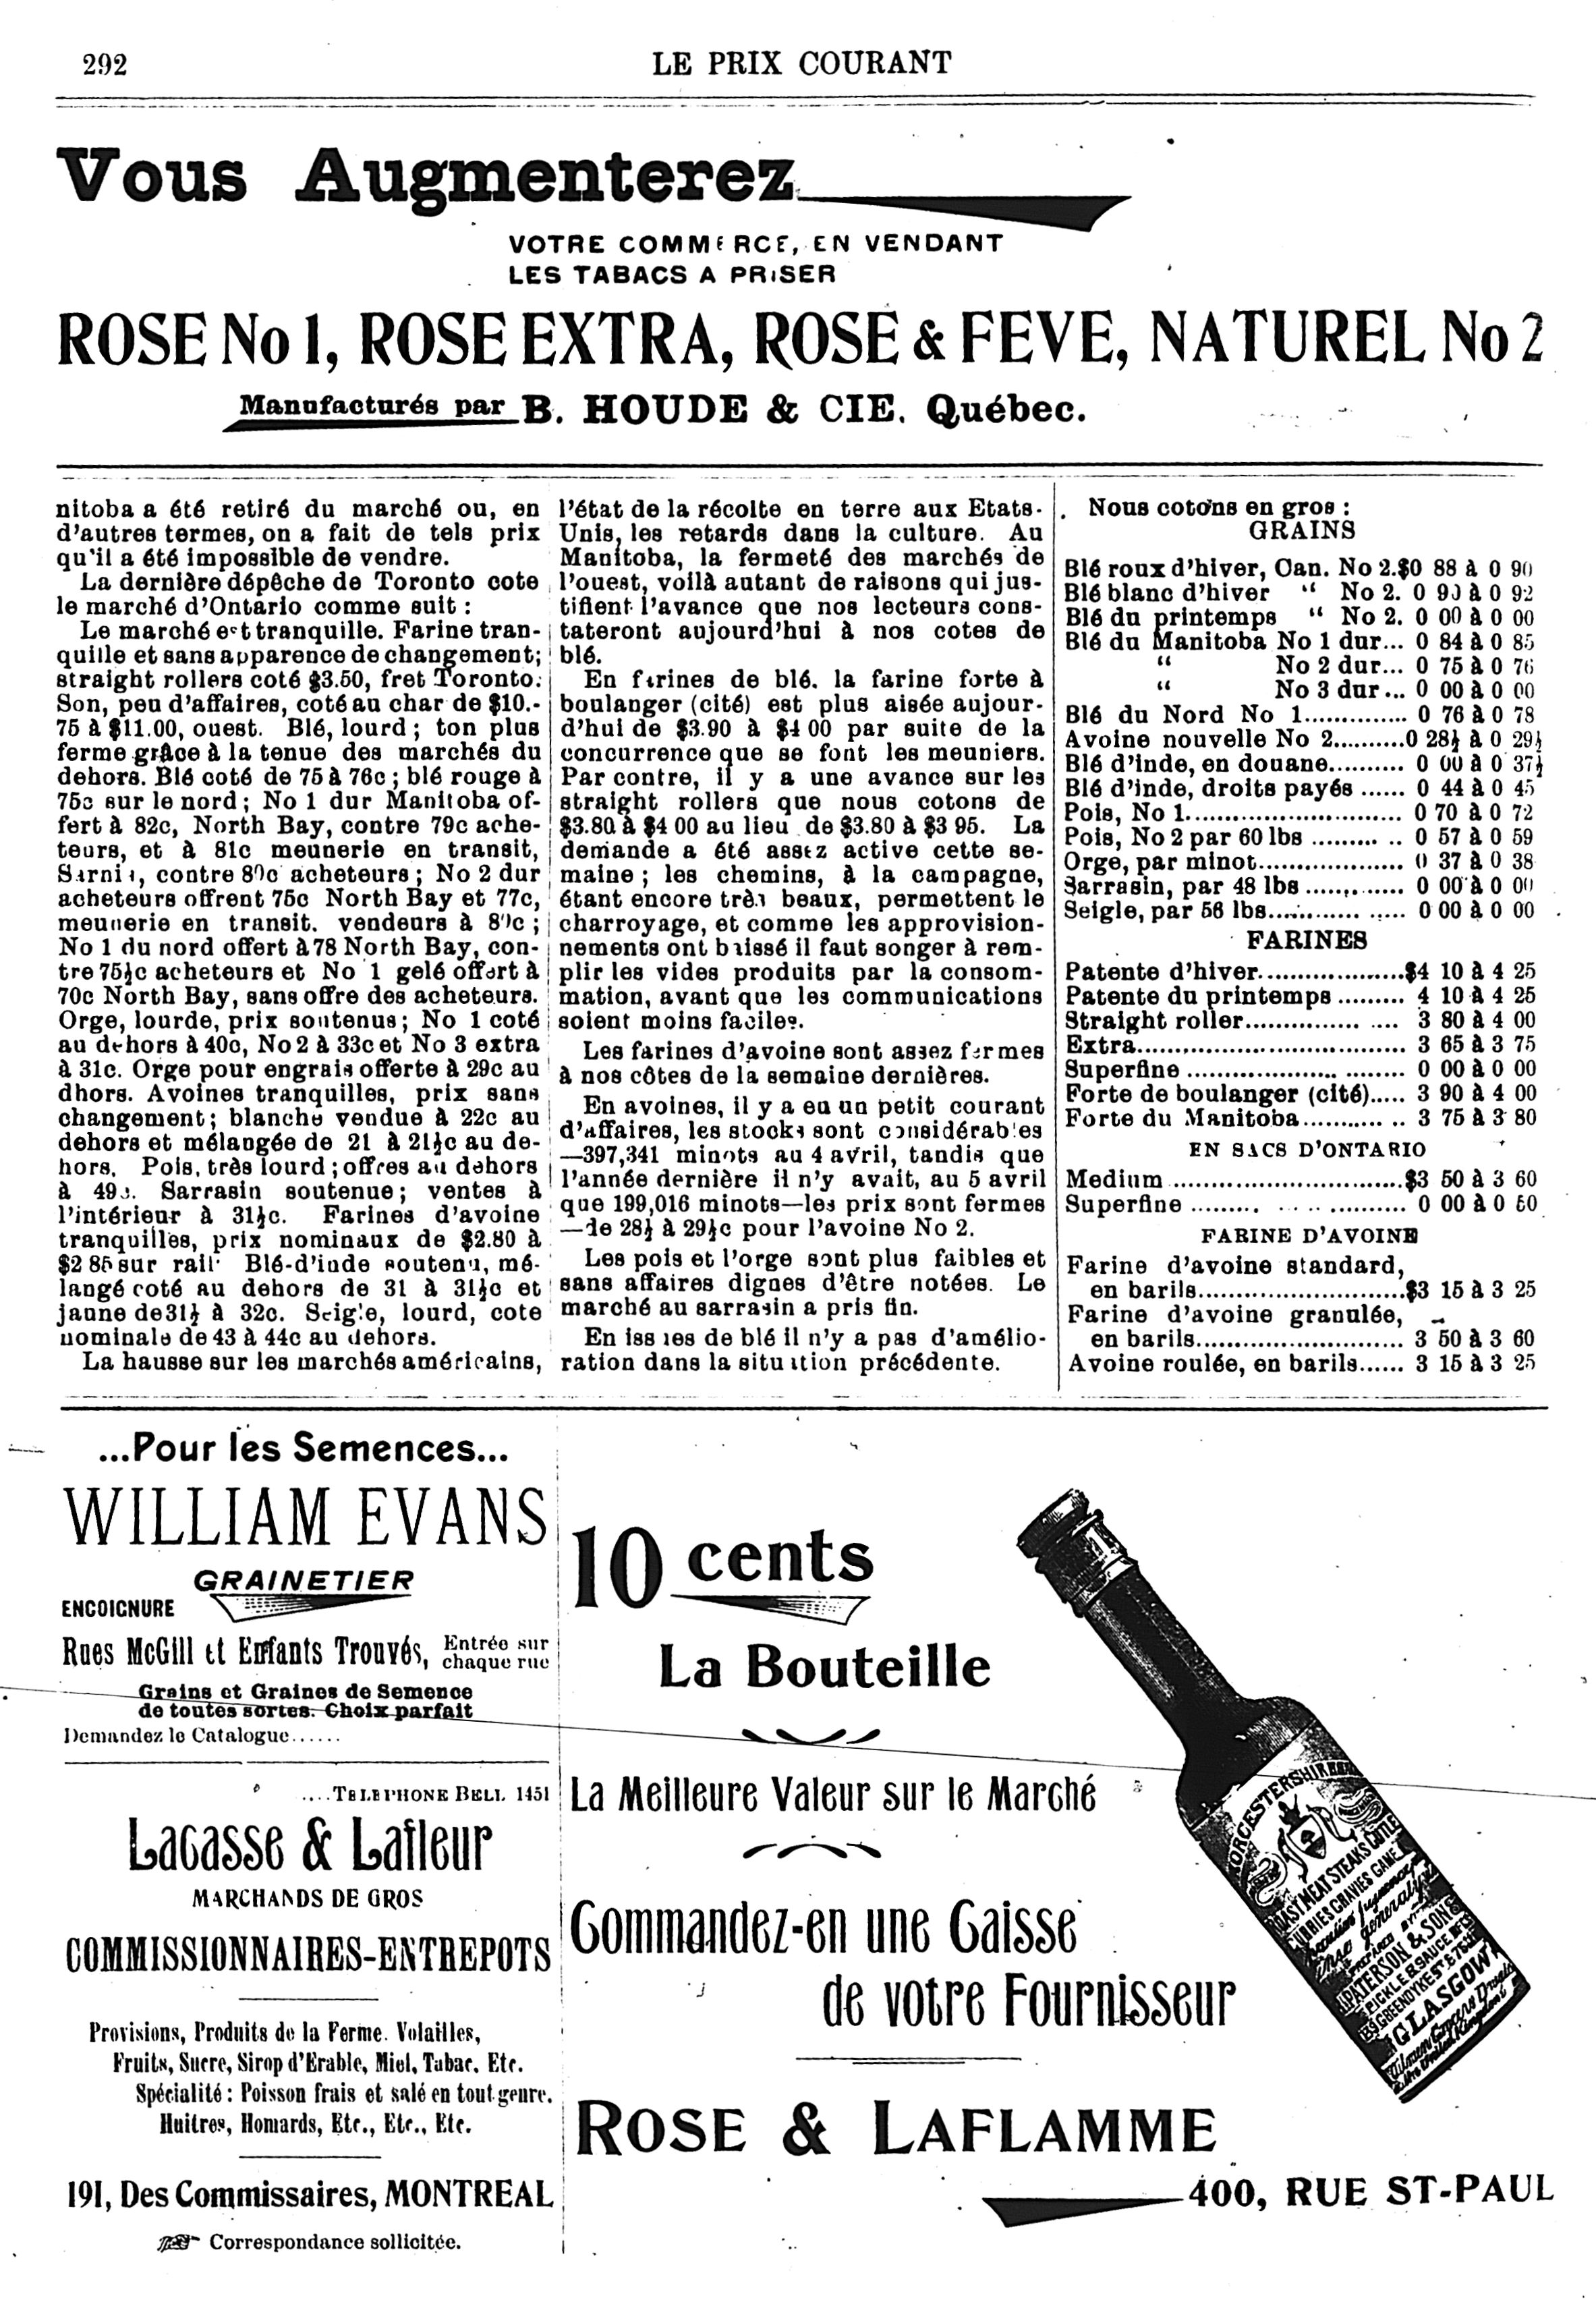 292
LE PRIX COURANT
Vous Augmenterez
VOTRE COMMERCE, EN VENDANT
LES TABACS A PRISER
ROSE No 1, ROSE EXTRA, ROSE & FEVE, NATUREL No 2
Manufacturés par B. HOUDE & CIE. Québec.
nitoba a été retiré du marché ou, en
d'autres termes, on a fait de tels prix
qu'il a été impossible de vendre.
La dernière dépêche de Toronto cote
le marché d'Ontario comme suit :
Le marché est tranquille. Farine tran-
quille et sans apparence de changement;
straight rollers coté $3.50, fret Toronto.
Son, peu d'affaires, coté au char de $10.-
75 à $11.00, ouest. Blé, lourd ; ton plus
ferme grâce à la tenue des marchés du
dehors. Blé coté de 75 à 76c ; blé rouge à
75c sur le nord ; No 1 dur Manitoba of-
fert à 82c, North Bay, contre 79c ache-
teurs, et à 81c meunerie en transit,
Sarnia, contre 80c acheteurs ; No 2 dur
acheteurs offrent 75c North Bay et 77c,
meunerie en transit. vendeurs à 80c ;
No 1 du nord offert à 78 North Bay, con-
tre 75½c acheteurs et No 1 gelé offert à
70c North Bay, sans offre des acheteurs.
Orge, lourde, prix soutenus; No 1 coté
au dehors à 40c, No 2 à 33c et No 3 extra
à 31c. Orge pour engrais offerte à 29c au
dhors. Avoines tranquilles, prix sans
changement; blanche vendue à 22c au
dehors et mélangée de 21 à 21½c au de-
hors. Pois, très lourd ; offres au dehors
à 49c. Sarrasin soutenue; ventes à
l'intérieur à 31½c. Farines d'avoine
tranquilles, prix nominaux de $2.80 à
$2 85 sur rail. Blé-d'inde soutenu, mé-
langé coté au dehors de 31 à 31½c et
jaune de 31½ à 32c. Seigle, lourd, cote
nominale de 43 à 44c au dehors.
La hausse sur les marchés américains,
l'état de la récolte en terre aux Etats-
Unis, les retards dans la culture. Au
Manitoba, la fermeté des marchés de
l'ouest, voilà autant de raisons qui jus-
tifient l'avance que nos lecteurs cons-
tateront aujourd'hui à nos cotes de
blé.
En farines de blé. la farine forte à
boulanger (cité) est plus aisée aujour-
d'hui de $3.90 à $4 00 par suite de la
concurrence que se font les meuniers.
Par contre, il y a une avance sur les
straight rollers que nous cotons de
$3.80 à $4 00 au lieu de $3.80 à $3 95. La
demande a été assez active cette se-
maine ; les chemins, à la campagne,
étant encore très beaux, permettent le
charroyage, et comme les approvision-
nements ont baissé il faut songer à rem-
plir les vides produits par la consom-
mation, avant que les communications
soient moins faciles.
Les farines d'avoine sont assez fermes
à nos côtes de la semaine dernières.
En avoines, il y a eu un petit courant
d'affaires, les stocks sont considérables
—397,341 minots au 4 avril, tandis que
l'année dernière il n'y avait, au 5 avril
que 199,016 minots—les prix sont fermes
—de 28½ à 29½c pour l'avoine No 2.
Les pois et l'orge sont plus faibles et
sans affaires dignes d'être notées. Le
marché au sarrasin a pris fin.
En issues de blé il n'y a pas d'amélio-
ration dans la situation précédente.
Nous cotons en gros :
GRAINS
Blé roux d'hiver, Can. No 2. $0 88 à 0 90
Blé blanc d'hiver “ No 2. 0 90 à 0 92
Blé du printemps “ No 2. 0 00 à 0 00
Blé du Manitoba No 1 dur... 0 84 à 0 85
“ No 2 dur... 0 75 à 0 76
“ No 3 dur... 0 00 à 0 00
Blé du Nord No 1.............. 0 76 à 0 78
Avoine nouvelle No 2..........0 28½ à 0 29½
Blé d'inde, en douane.......... 0 00 à 0 37½
Blé d'inde, droits payés ...... 0 44 à 0 45
Pois, No 1.............................. 0 70 à 0 72
Pois, No 2 par 60 lbs ......... .. 0 57 à 0 59
Orge, par minot.................... 0 37 à 0 38
Sarrasin, par 48 lbs ............. 0 00 à 0 00
Seigle, par 56 lbs.................. 0 00 à 0 00
FARINES
Patente d'hiver....................$4 10 à 4 25
Patente du printemps ......... 4 10 à 4 25
Straight roller................ .... 3 80 à 4 00
Extra..................................... 3 65 à 3 75
Superfine ..................... ........ 0 00 à 0 00
Forte de boulanger (cité)..... 3 90 à 4 00
Forte du Manitoba........... .. 3 75 à 3 80
EN SACS D'ONTARIO
Medium ................................$3 50 à 3 60
Superfine ......... . .. . ........... 0 00 à 0 50
FARINE D'AVOINE
Farine d'avoine standard,
en barils.............................$3 15 à 3 25
Farine d'avoine granulée,
en barils............................. 3 50 à 3 60
Avoine roulée, en barils...... 3 15 à 3 25
...Pour les Semences...
WILLIAM EVANS
GRAINETIER
ENCOIGNURE
Rues McGill et Enfants Trouvés, Entrée sur chaque rue
Grains et Graines de Semence
de toutes sortes. Choix parfait
Demandez le Catalogue......
....TELEPHONE BELL 1451
Lacasse & Lafleur
MARCHANDS DE GROS
COMMISSIONNAIRES-ENTREPOTS
Provisions, Produits de la Ferme. Volailles,
Fruits, Sucre, Sirop d'Erable, Miel, Tabac. Etc.
Spécialité : Poisson frais et salé en tout genre.
Huitres, Homards, Etc., Etc., Etc.
191, Des Commissaires, MONTREAL
Correspondance sollicitée.
10 cents
La Bouteille
La Meilleure Valeur sur le Marché
Commandez-en une Caisse
de votre Fournisseur
ROSE & LAFLAMME
400, RUE ST-PAUL
WORCESTERSHIRE
ROAST MEAT STEAKS CUTLE
CURRIES GRAVIES GAME
PREPARED BY
PATERSON & SONS
PICKLE & SAUCE
GREENDYKE ST
GLASGOW